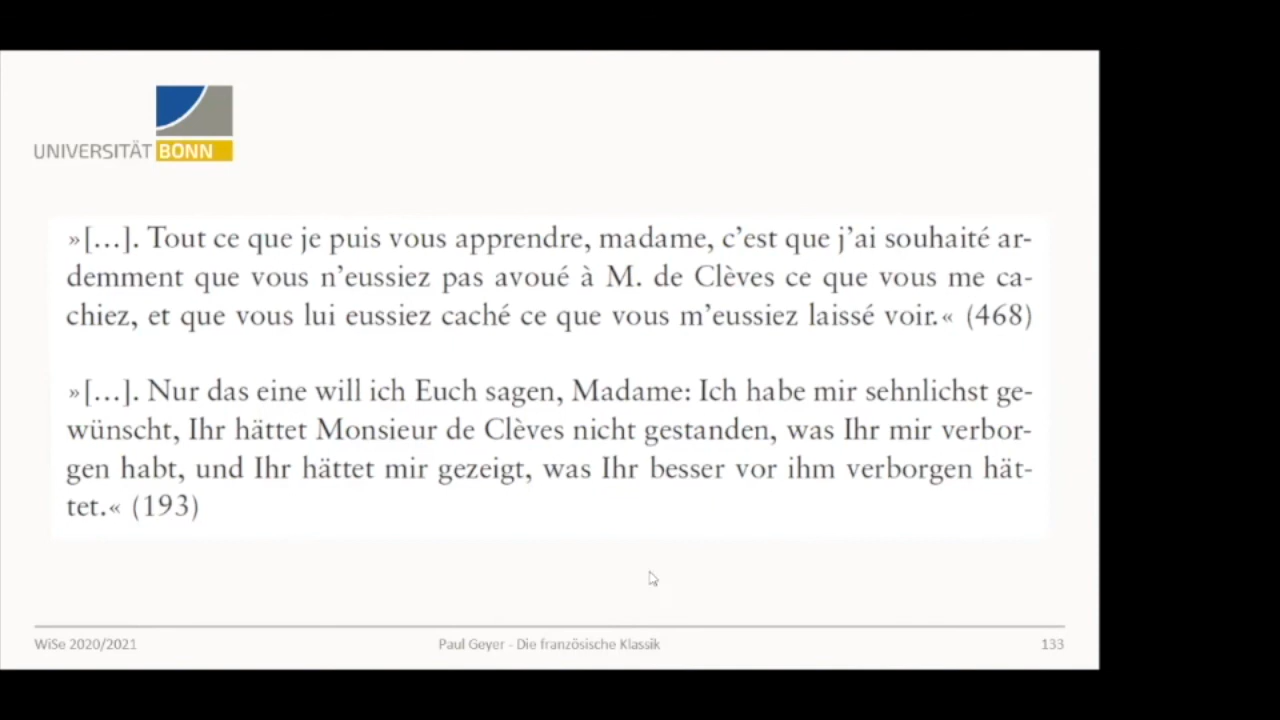 UNIVERSITÄT BONN
»[…]. Tout ce que je puis vous apprendre, madame, c’est que j’ai souhaité ar-
demment que vous n’eussiez pas avoué à M. de Clèves ce que vous me ca-
chiez, et que vous lui eussiez caché ce que vous m’eussiez laissé voir.« (468)
»[…]. Nur das eine will ich Euch sagen, Madame: Ich habe mir sehnlichst ge-
wünscht, Ihr hättet Monsieur de Clèves nicht gestanden, was Ihr mir verbor-
gen habt, und Ihr hättet mir gezeigt, was Ihr besser vor ihm verborgen hät-
tet.« (193)
WiSe 2020/2021 Paul Geyer - Die französische Klassik 133